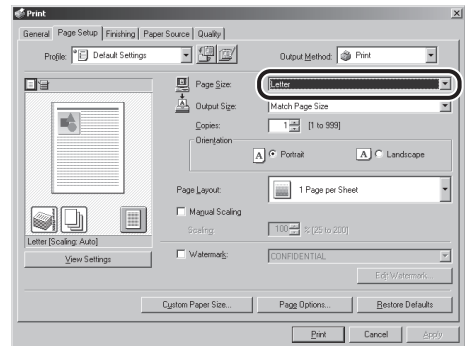 Print
General Page Setup Finishing Paper Source Quality
Profile: Default Settings Output Method: Print
Page Size: Letter
Output Size: Match Page Size
Copies: 1 [1 to 999]
Orientation
A Portrait A Landscape
Page Layout: 1 Page per Sheet
Manual Scaling
Scaling: 100 % [25 to 200]
Letter [Scaling: Auto]
View Settings
Watermark: CONFIDENTIAL
Edit Watermark...
Custom Paper Size... Page Options... Restore Defaults
Print Cancel Apply